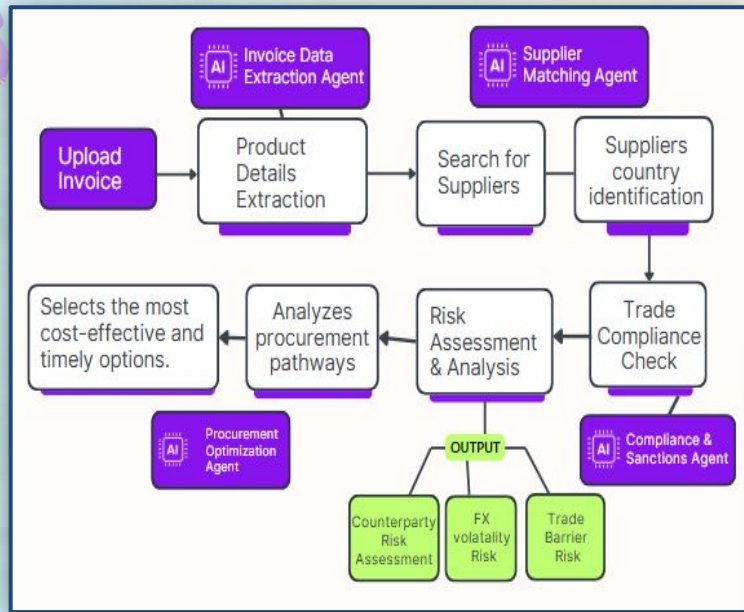 AI
Invoice Data
Extraction Agent
AI
Supplier
Matching Agent
Upload
Invoice
Product
Details
Extraction
Search for
Suppliers
Suppliers
country
identification
Selects the most
cost-effective and
timely options.
Analyzes
procurement
pathways
Risk
Assessment
& Analysis
Trade
Compliance
Check
AI
Procurement
Optimization
Agent
OUTPUT
AI
Compliance &
Sanctions Agent
Counterparty
Risk
Assessment
FX
volatality
Risk
Trade
Barrier
Risk